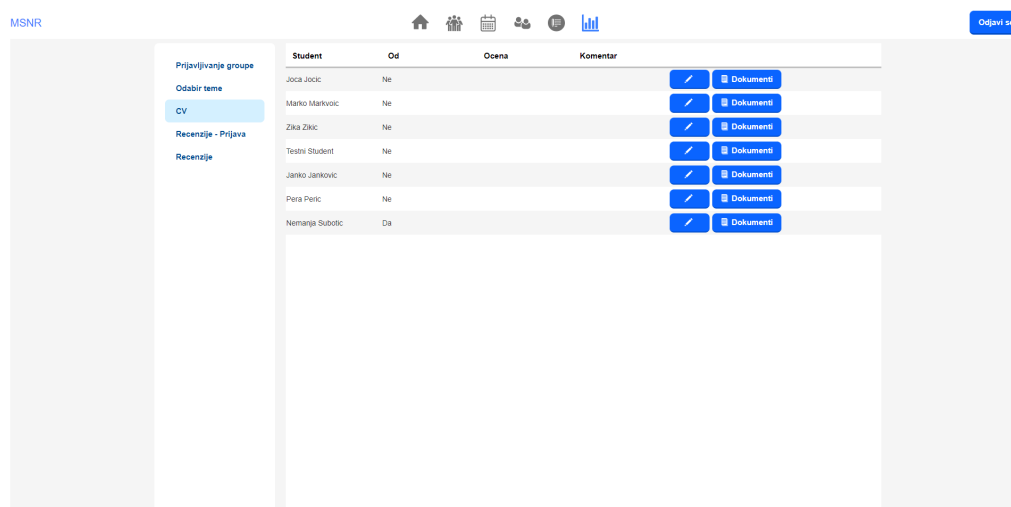 MSNR
Odjavi se
Prijavljivanje groupe
Odabir teme
CV
Recenzije - Prijava
Recenzije
Student Od Ocena Komentar
Joca Jocic Ne Dokumenti
Marko Markvoic Ne Dokumenti
Zika Zikic Ne Dokumenti
Testni Student Ne Dokumenti
Janko Jankovic Ne Dokumenti
Pera Peric Ne Dokumenti
Nemanja Subotic Da Dokumenti